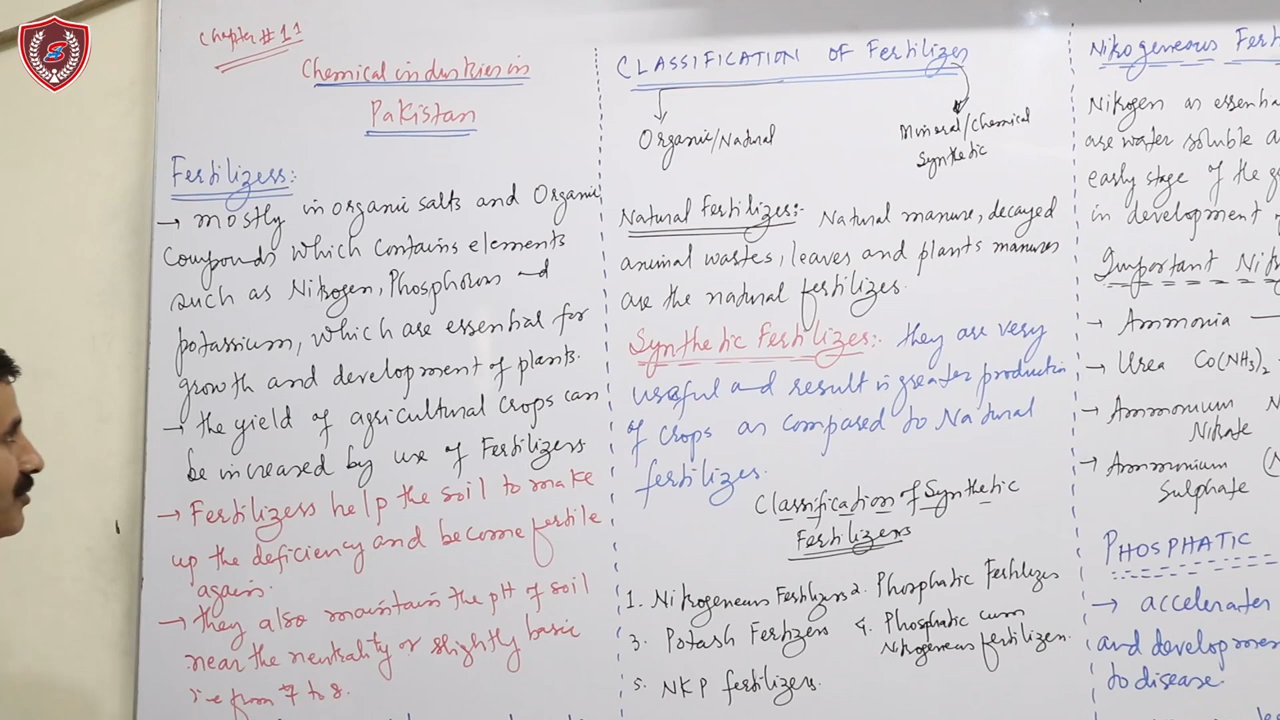 Chapter # 11
Chemical industries in
Pakistan
Fertilizers:
→ mostly in organic salts and Organic
Compounds which contains elements
such as Nitrogen, Phosphorus and
potassium, which are essential for
growth and development of plants.
→ the yield of agricultural crops can
be increased by use of Fertilizers
→ Fertilizers help the soil to make
up the deficiency and become fertile
again.
→ they also maintain the pH of soil
near the neutrality or slightly basic
i-e from 7 to 8.
CLASSIFICATION OF Fertilizer
Organic/Natural
Mineral/Chemical
Synthetic
Natural Fertilizer:- Natural manure, decayed
animal wastes, leaves and plants manures
are the natural fertilizers.
Synthetic Fertilizers:- they are very
useful and result in greater production
of crops as compared to Natural
fertilizers.
Classification of Synthetic
Fertilizers
1. Nitrogeneous Fertilizers 2. Phosphatic Fertilizers
3. Potash Fertizers 4. Phosphatic cum
Nitrogeneous fertilizers.
5. NKP fertilizers.
Nitrogeneous Fert
Nitrogen as essential
are water soluble a
early stage of the g
in development
Important Nit
→ Ammonia —
→ Urea Co(NH3)2
→ Ammonium N
Nitrate
→ Ammonium (N
Sulphate
PHOSPHATIC
→ accelerates
and developmen
to disease.